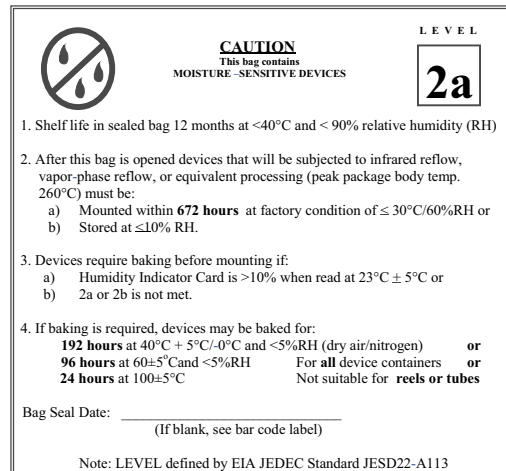 LEVEL
CAUTION
This bag contains
MOISTURE –SENSITIVE DEVICES
2a
1. Shelf life in sealed bag 12 months at <40°C and < 90% relative humidity (RH)
2. After this bag is opened devices that will be subjected to infrared reflow,
vapor-phase reflow, or equivalent processing (peak package body temp.
260°C) must be:
a) Mounted within 672 hours at factory condition of ≤ 30°C/60%RH or
b) Stored at ≤10% RH.
3. Devices require baking before mounting if:
a) Humidity Indicator Card is >10% when read at 23°C ± 5°C or
b) 2a or 2b is not met.
4. If baking is required, devices may be baked for:
192 hours at 40°C + 5°C/-0°C and <5%RH (dry air/nitrogen) or
96 hours at 60±5°Cand <5%RH For all device containers or
24 hours at 100±5°C Not suitable for reels or tubes
Bag Seal Date: ______________________________
(If blank, see bar code label)
Note: LEVEL defined by EIA JEDEC Standard JESD22-A113